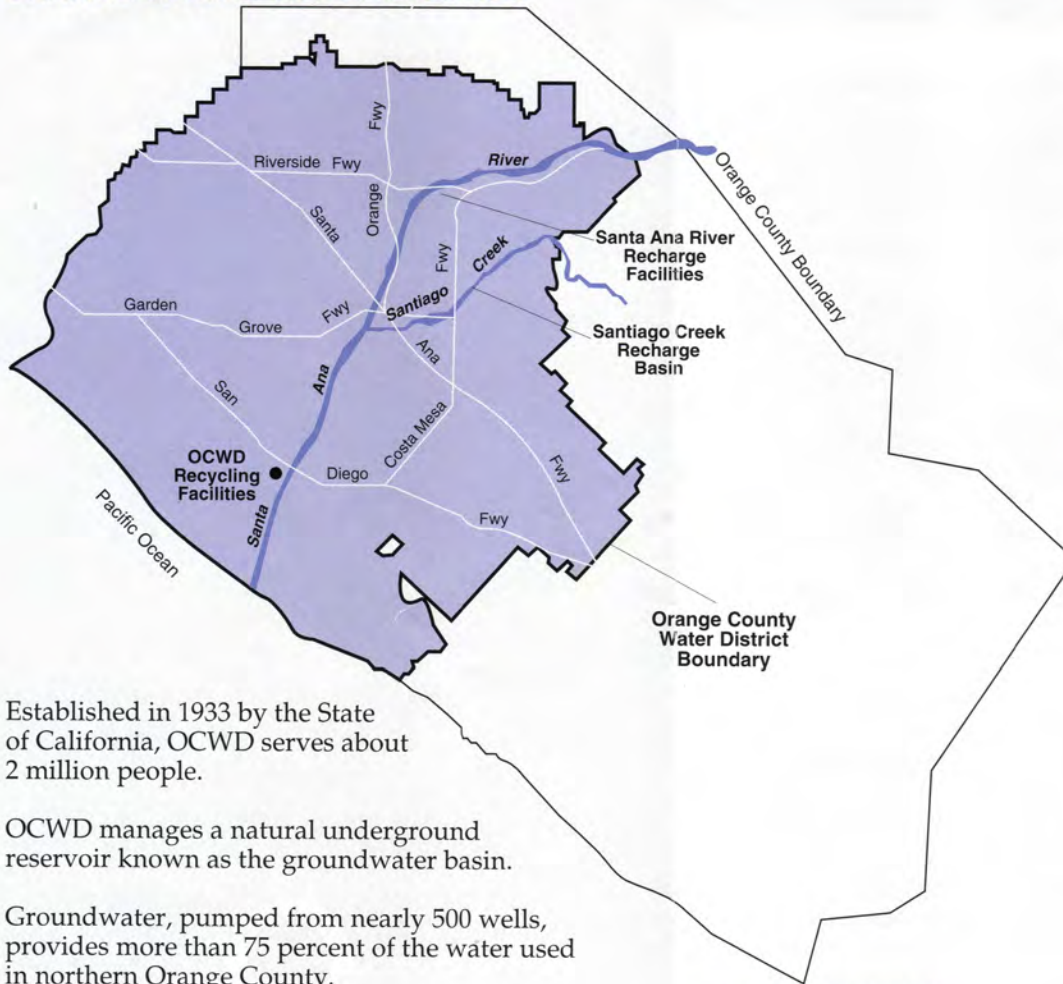 Riverside Fwy
Orange Fwy
River
Orange County Boundary
Santa Ana River
Recharge
Facilities
Santa
Ana
Fwy
Fwy
Santiago Creek
Santiago Creek
Recharge
Basin
Garden Grove Fwy
San Diego Fwy
Costa Mesa
Ana
Santa
OCWD
Recycling
Facilities
Pacific Ocean
Orange County
Water District
Boundary
Established in 1933 by the State
of California, OCWD serves about
2 million people.
OCWD manages a natural underground
reservoir known as the groundwater basin.
Groundwater, pumped from nearly 500 wells,
provides more than 75 percent of the water used
in northern Orange County.